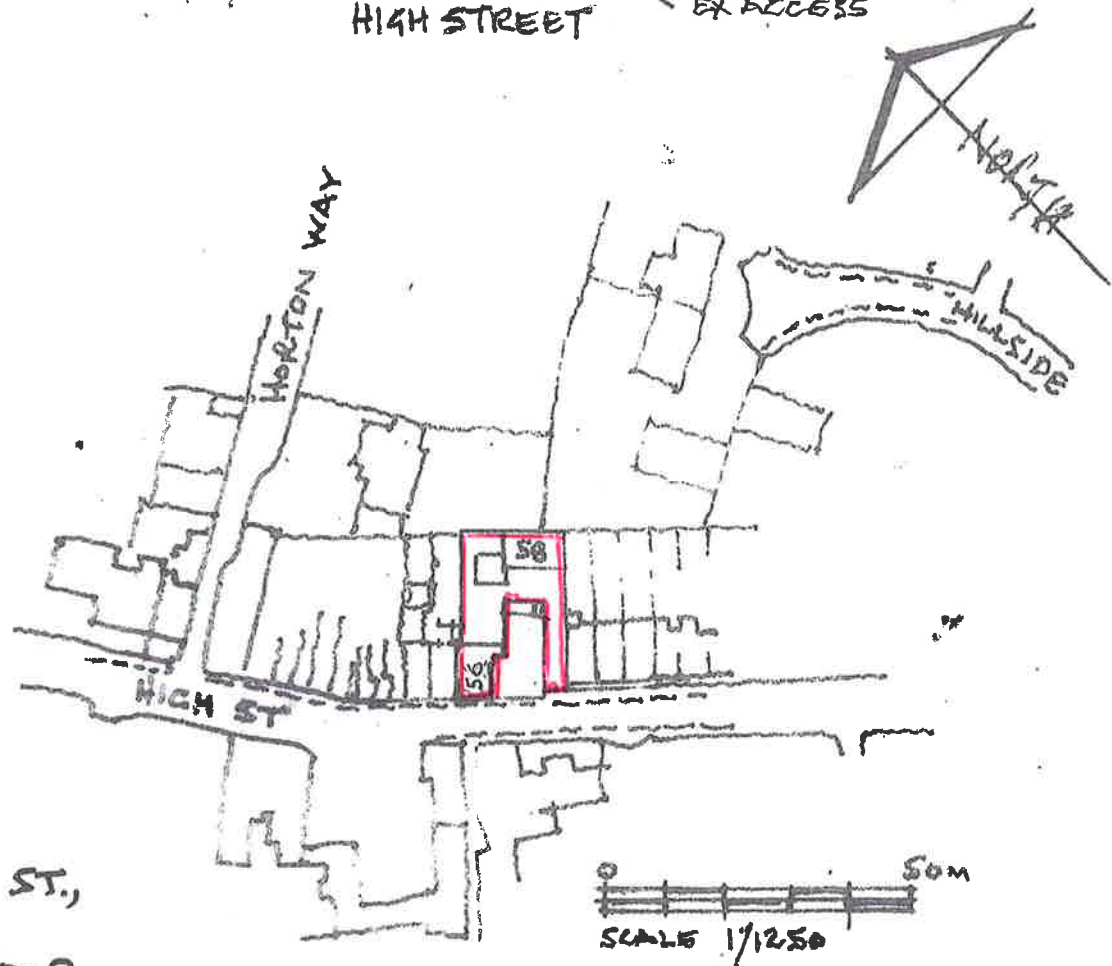 HIGH STREET
EX ACCESS
NORTH
HORTON WAY
HILLSIDE
58
56
HIGH ST
ST.,
0 50M
SCALE 1/1250